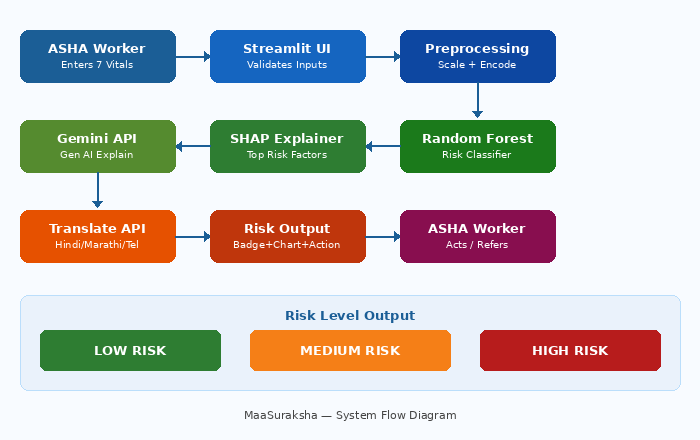 ASHA Worker
Enters 7 Vitals
Streamlit UI
Validates Inputs
Preprocessing
Scale + Encode
Gemini API
Gen AI Explain
SHAP Explainer
Top Risk Factors
Random Forest
Risk Classifier
Translate API
Hindi/Marathi/Tel
Risk Output
Badge+Chart+Action
ASHA Worker
Acts / Refers
Risk Level Output
LOW RISK
MEDIUM RISK
HIGH RISK
MaaSuraksha — System Flow Diagram